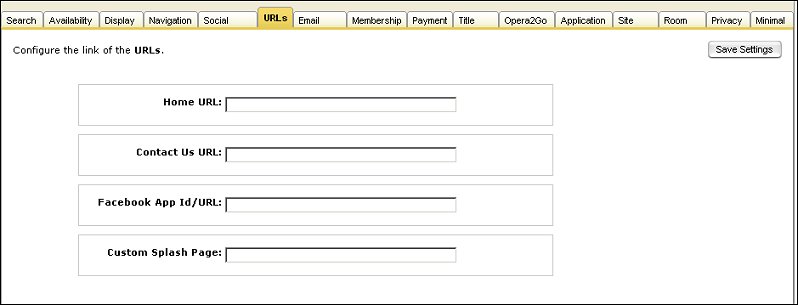 Search Availability Display Navigation Social URLs Email Membership Payment Title Opera2Go Application Site Room Privacy Minimal
Configure the link of the URLs. Save Settings
Home URL:
Contact Us URL:
Facebook App Id/URL:
Custom Splash Page: